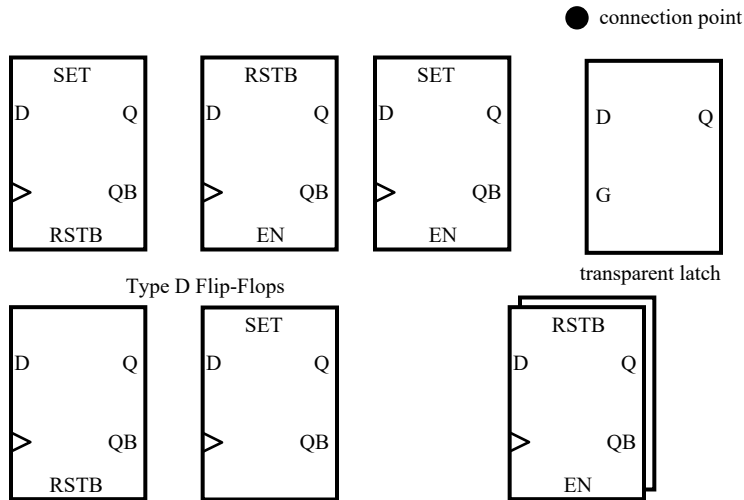 connection point
SET
D Q
QB
RSTB
RSTB
D Q
QB
EN
SET
D Q
QB
EN
D Q
G
transparent latch
Type D Flip-Flops
D Q
QB
RSTB
SET
D Q
QB
RSTB
D Q
QB
EN